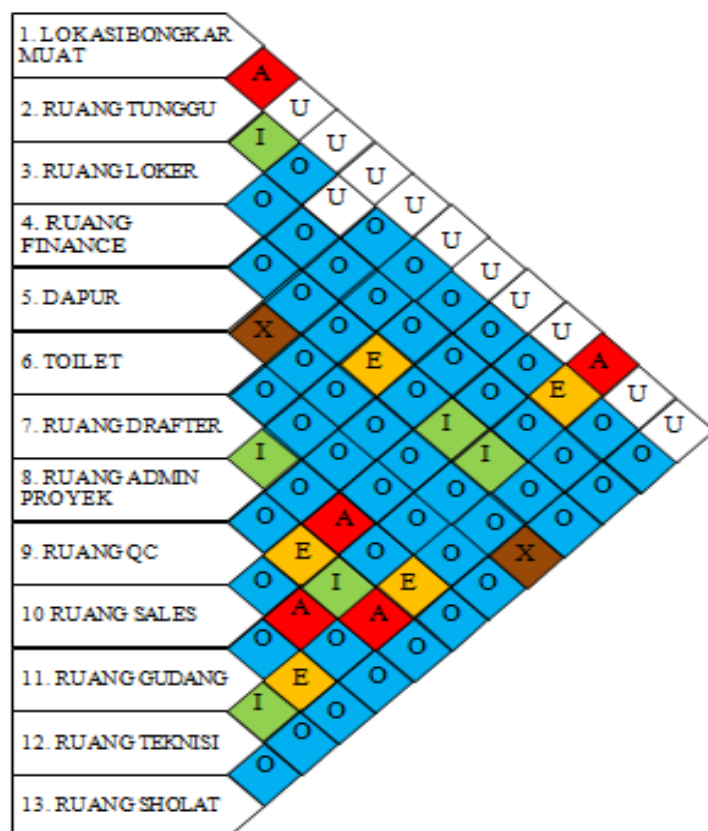 1. LOKASI BONGKAR
MUAT
A
2. RUANG TUNGGU
U
I U
3. RUANG LOKER
O U
O U U
4. RUANG
FINANCE
O O U
O O O U
5. DAPUR
O O O U
X O O O U
6. TOILET
O E O O A
O O O O E U
7. RUANG DRAFTER
O O I O O U
I O O I O O
8. RUANG ADMIN
PROYEK
O O O O O
O A O O O
9. RUANG QC
E O O X
O I E O
10 RUANG SALES
A A O
O O O
11. RUANG GUDANG
E O
I O
12. RUANG TEKNISI
O
O
13. RUANG SHOLAT